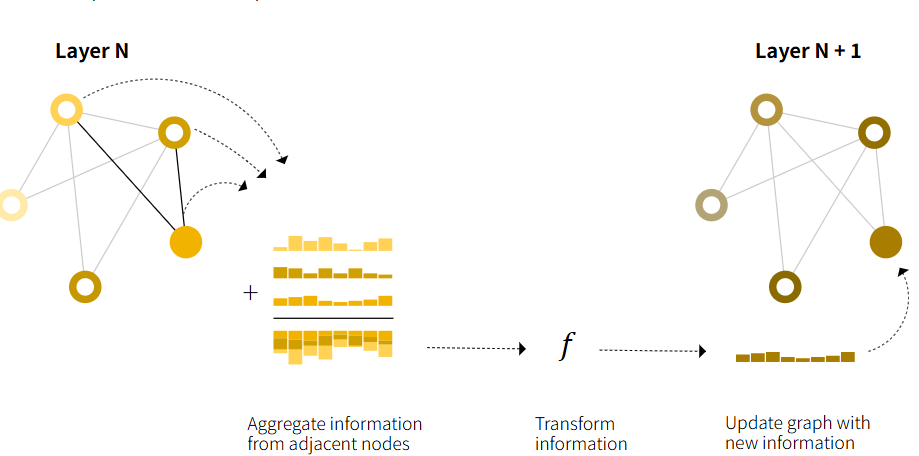 Layer N
Layer N + 1
+
f
Aggregate information
from adjacent nodes
Transform
information
Update graph with
new information